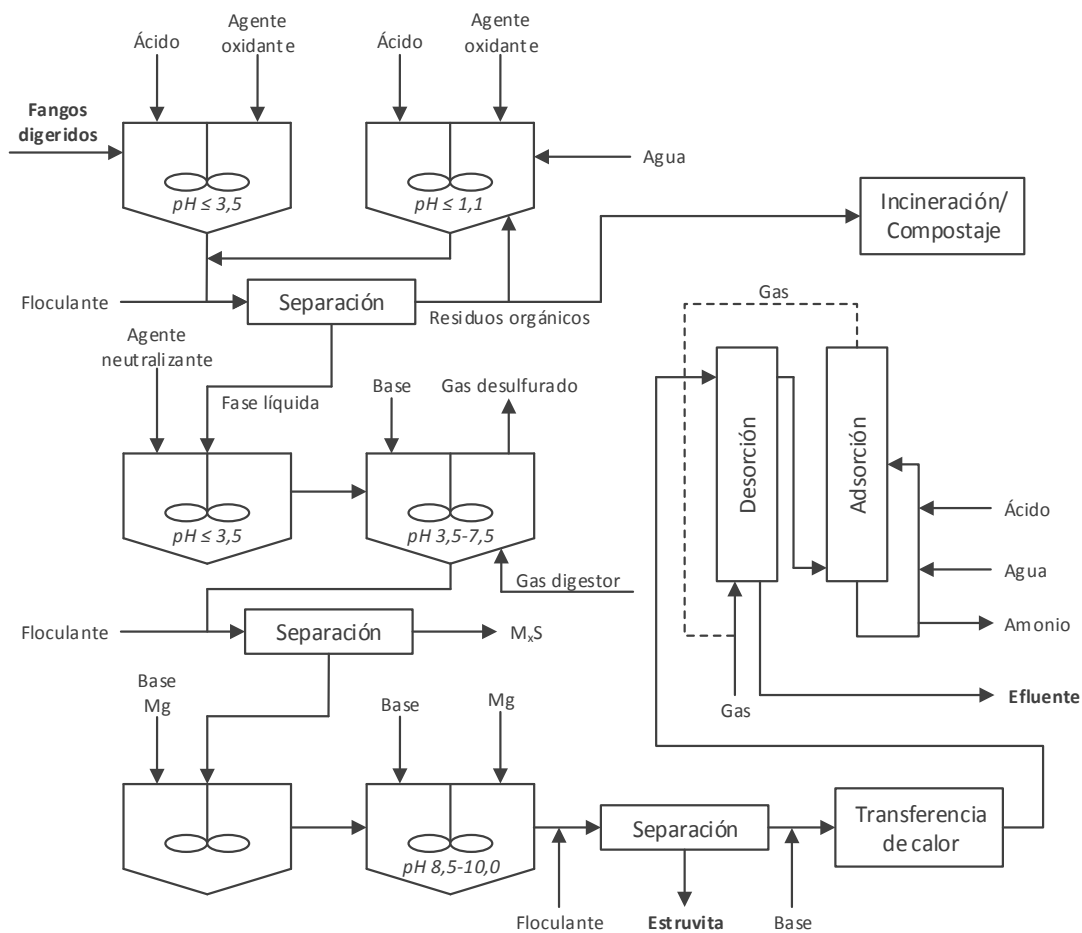 Ácido
Agente
oxidante
Ácido
Agente
oxidante
Fangos
digeridos
Agua
pH ≤ 3,5
pH ≤ 1,1
Incineración/
Compostaje
Floculante
Separación
Residuos orgánicos
Gas
Agente
neutralizante
Fase líquida
Base
Gas desulfurado
pH ≤ 3,5
pH 3,5-7,5
Gas digestor
Desorción
Adsorción
Ácido
Agua
Amonio
Floculante
Separación
MₓS
Gas
Efluente
Base
Mg
Base
Mg
pH 8,5-10,0
Separación
Transferencia
de calor
Floculante
Estruvita
Base